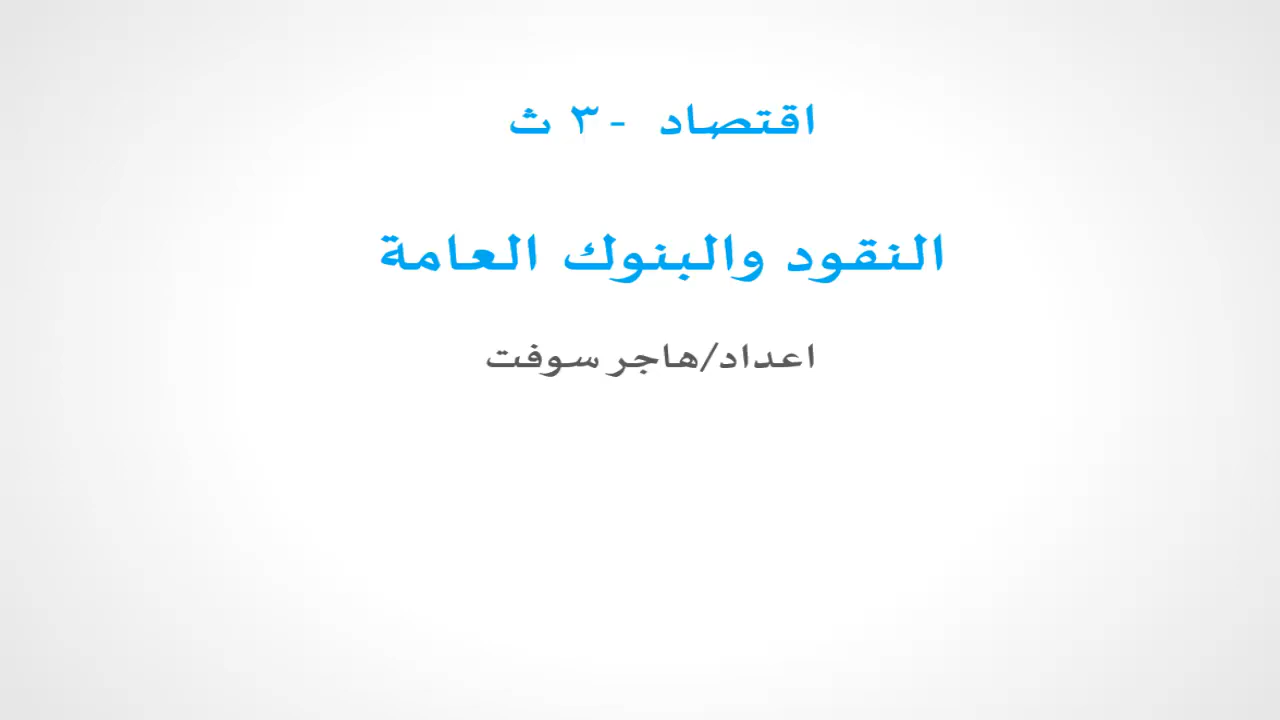 اقتصاد - ٣ ث
النقود والبنوك العامة
اعداد/هاجر سوفت